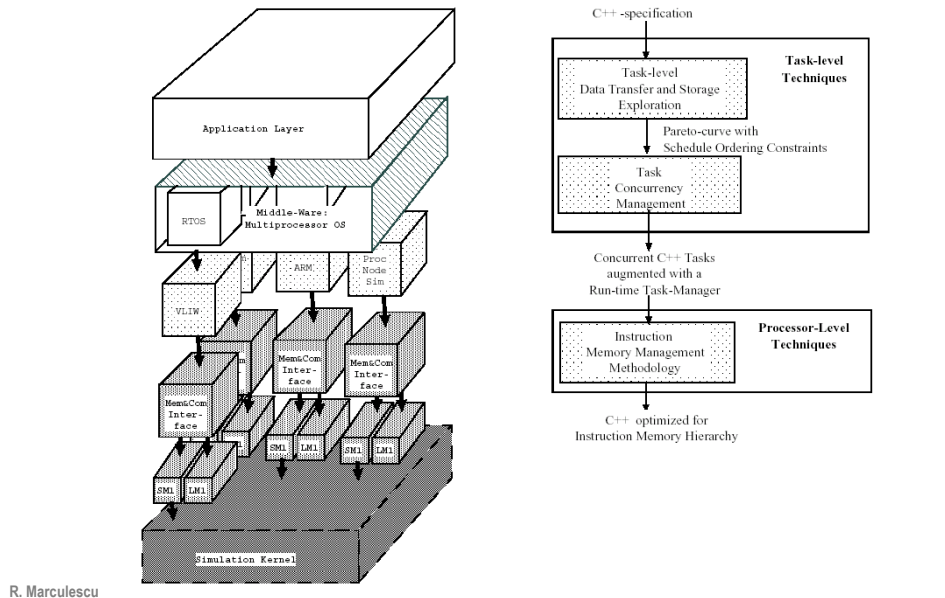 Application Layer
RTOS
Middle-Ware:
Multiprocessor OS
VLIW
ARM
Proc
Node
Sim
Mem&Com
Inter-
face
Mem&Com
Inter-
face
Mem&Com
Inter-
face
SM1
LM1
SM1
LM1
SM1
LM1
Simulation Kernel
R. Marculescu
C++ -specification
Task-level
Techniques
Task-level
Data Transfer and Storage
Exploration
Pareto-curve with
Schedule Ordering Constraints
Task
Concurrency
Management
Concurrent C++ Tasks
augmented with a
Run-time Task-Manager
Processor-Level
Techniques
Instruction
Memory Management
Methodology
C++ optimized for
Instruction Memory Hierarchy